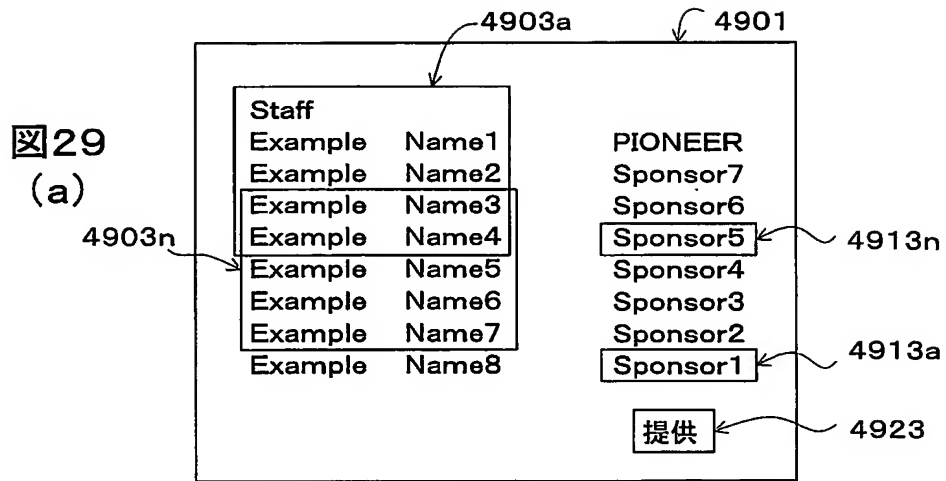 4903a
4901
図29
(a)
Staff
Example Name1
Example Name2
Example Name3
Example Name4
Example Name5
Example Name6
Example Name7
Example Name8
4903n
PIONEER
Sponsor7
Sponsor6
Sponsor5
Sponsor4
Sponsor3
Sponsor2
Sponsor1
提供
4913n
4913a
4923